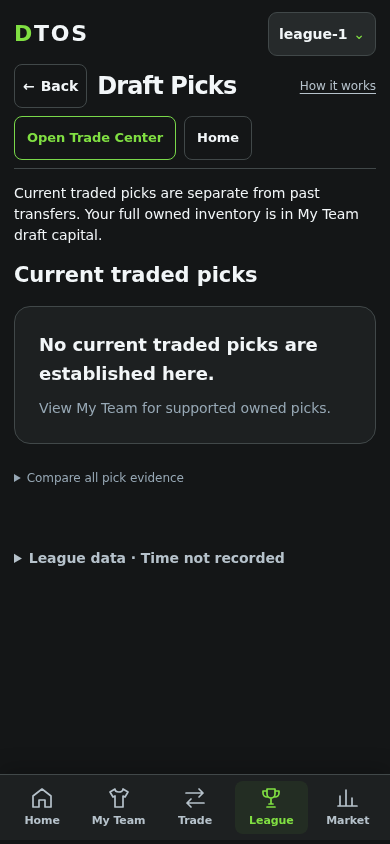 DTOS
league-1
← Back
Draft Picks
How it works
Open Trade Center
Home
Current traded picks are separate from past
transfers. Your full owned inventory is in My Team
draft capital.
Current traded picks
No current traded picks are
established here.
View My Team for supported owned picks.
Compare all pick evidence
League data · Time not recorded
Home
My Team
Trade
League
Market